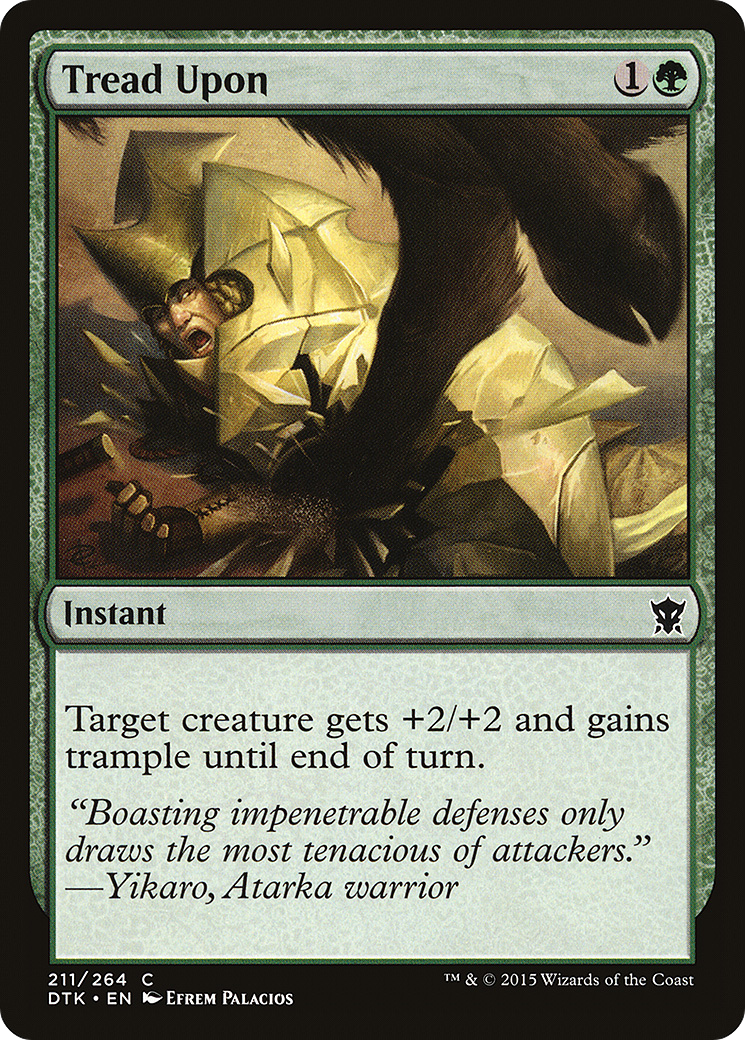 Tread Upon 1
Instant
Target creature gets +2/+2 and gains
trample until end of turn.
“Boasting impenetrable defenses only
draws the most tenacious of attackers.”
—Yikaro, Atarka warrior
211/264 C
DTK • EN EFREM PALACIOS
™ & © 2015 Wizards of the Coast